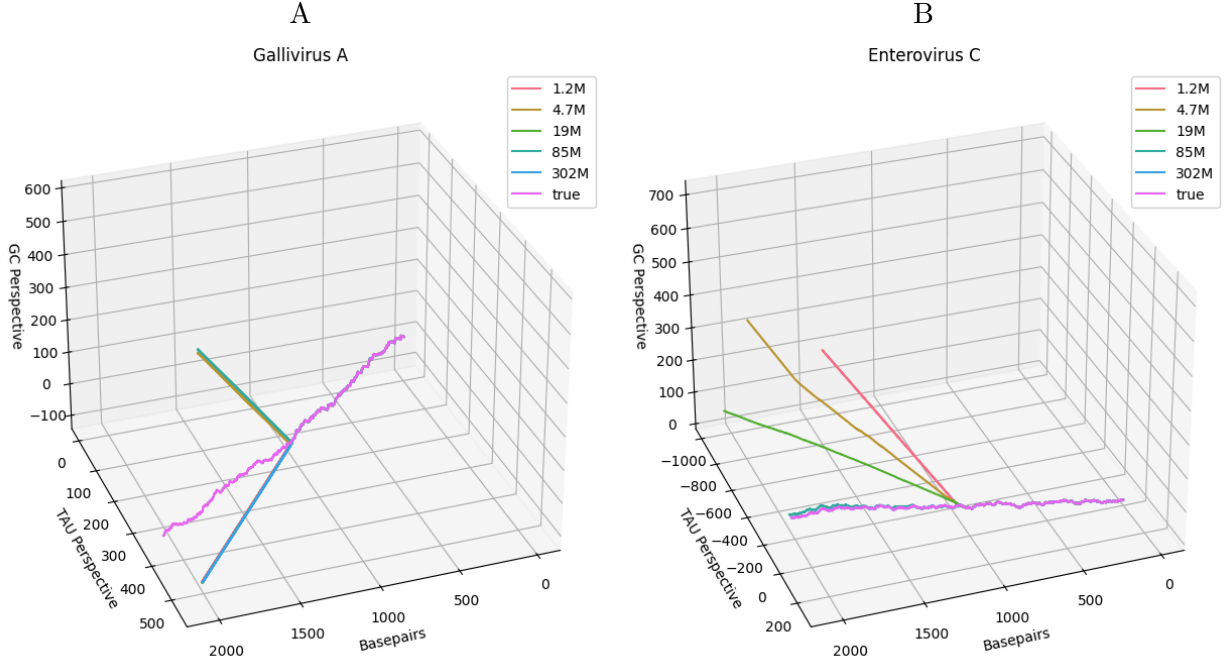 A
Gallivirus A
1.2M
4.7M
19M
85M
302M
true
600
500
400
300
200
100
0
−100
GC Perspective
0
100
200
300
400
500
TAU Perspective
2000
1500
1000
500
0
Basepairs
B
Enterovirus C
1.2M
4.7M
19M
85M
302M
true
700
600
500
400
300
200
100
0
GC Perspective
−1000
−800
−600
−400
−200
0
200
TAU Perspective
2000
1500
1000
500
0
Basepairs